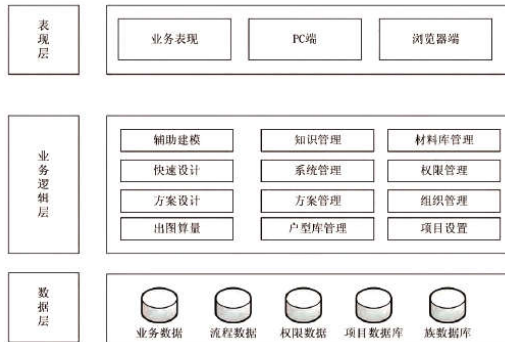 表现层
业务表现 PC端 浏览器端
业务逻辑层
辅助建模 知识管理 材料库管理
快速设计 系统管理 权限管理
方案设计 方案管理 组织管理
出图算量 户型库管理 项目设置
数据层
业务数据 流程数据 权限数据 项目数据库 族数据库